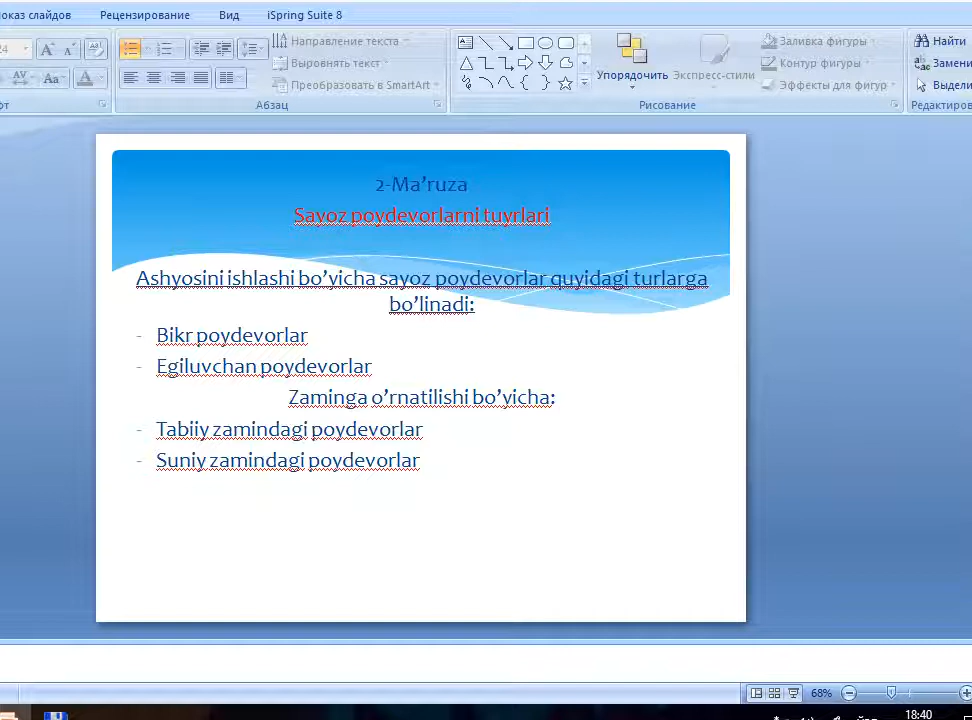 оказ слайдов Рецензирование Вид iSpring Suite 8
24 Направление текста Заливка фигуры Найти
Выровнять текст Упорядочить Экспресс-стили Контур фигуры Замени
Преобразовать в SmartArt Эффекты для фигур Выдели
фт Абзац Рисование Редактиров
2-Ma’ruza
Sayoz poydevorlarni tuyrlari
Ashyosini ishlashi bo’yicha sayoz poydevorlar quyidagi turlarga
bo’linadi:
- Bikr poydevorlar
- Egiluvchan poydevorlar
Zaminga o’rnatilishi bo’yicha:
- Tabiiy zamindagi poydevorlar
- Suniy zamindagi poydevorlar
68%
18:40